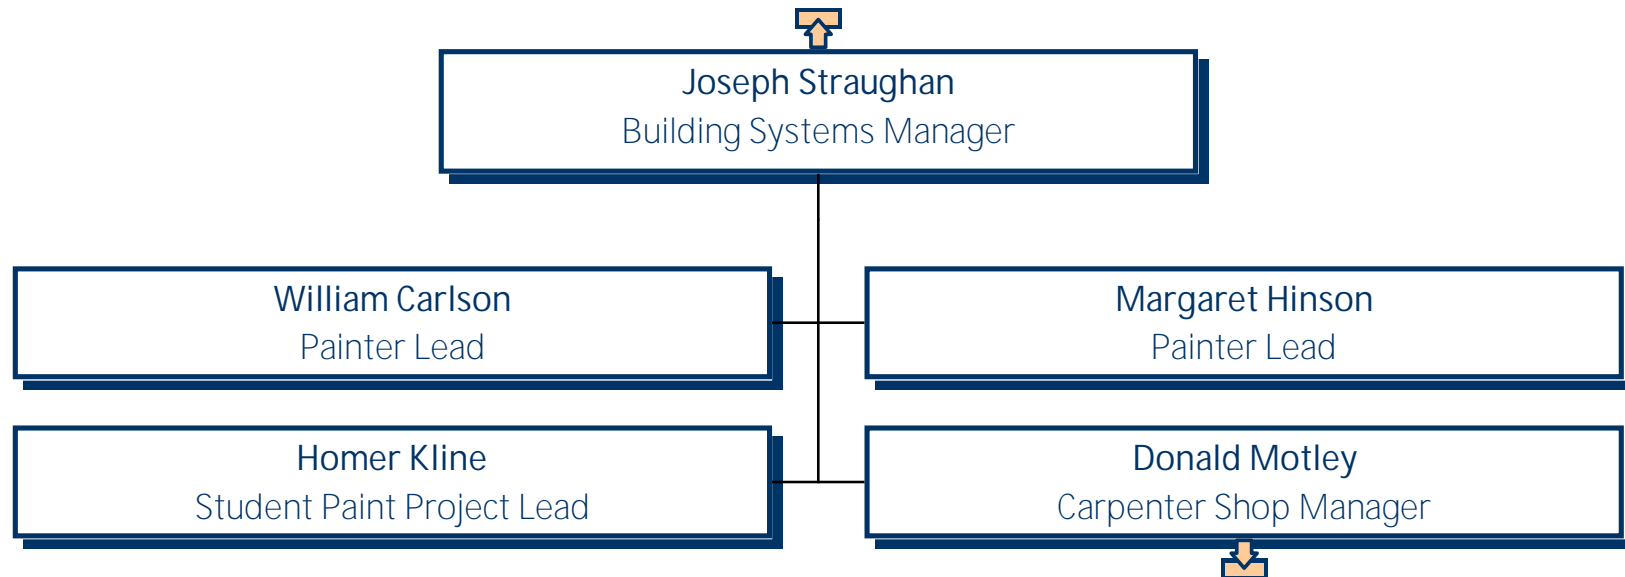 Joseph Straughan
Building Systems Manager
William Carlson
Painter Lead
Margaret Hinson
Painter Lead
Homer Kline
Student Paint Project Lead
Donald Motley
Carpenter Shop Manager